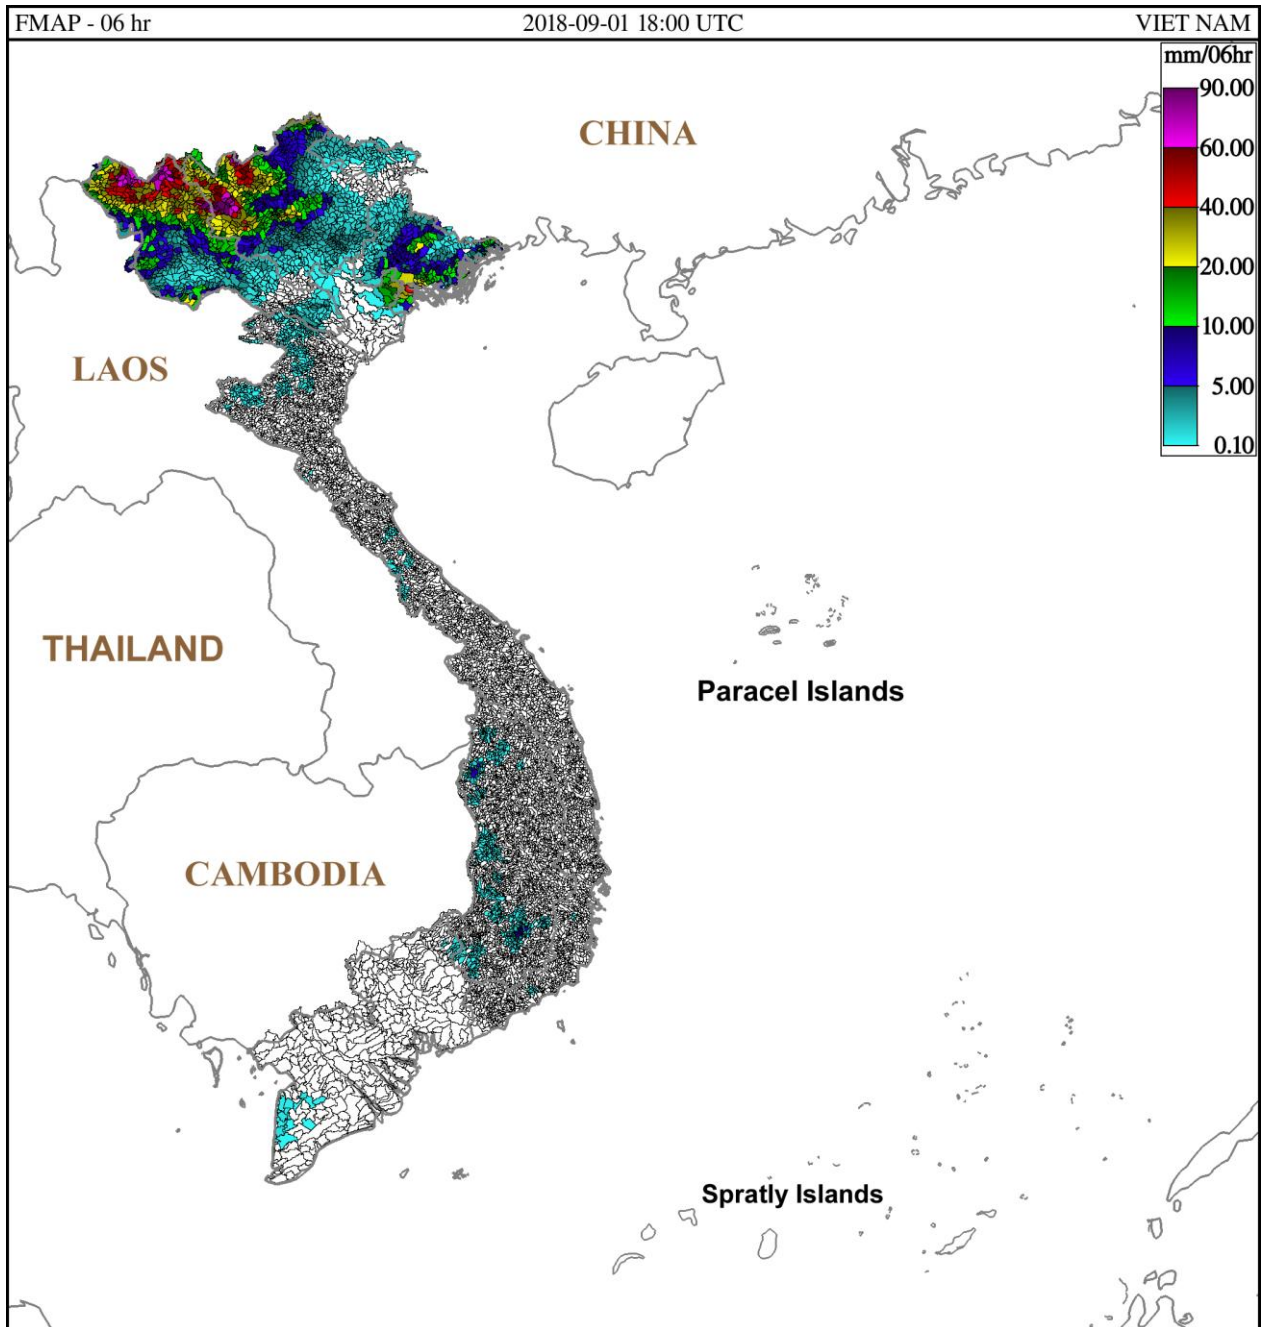 FMAP - 06 hr 2018-09-01 18:00 UTC VIET NAM
mm/06hr
90.00
CHINA
60.00
40.00
20.00
10.00
LAOS
5.00
0.10
THAILAND
Paracel Islands
CAMBODIA
Spratly Islands